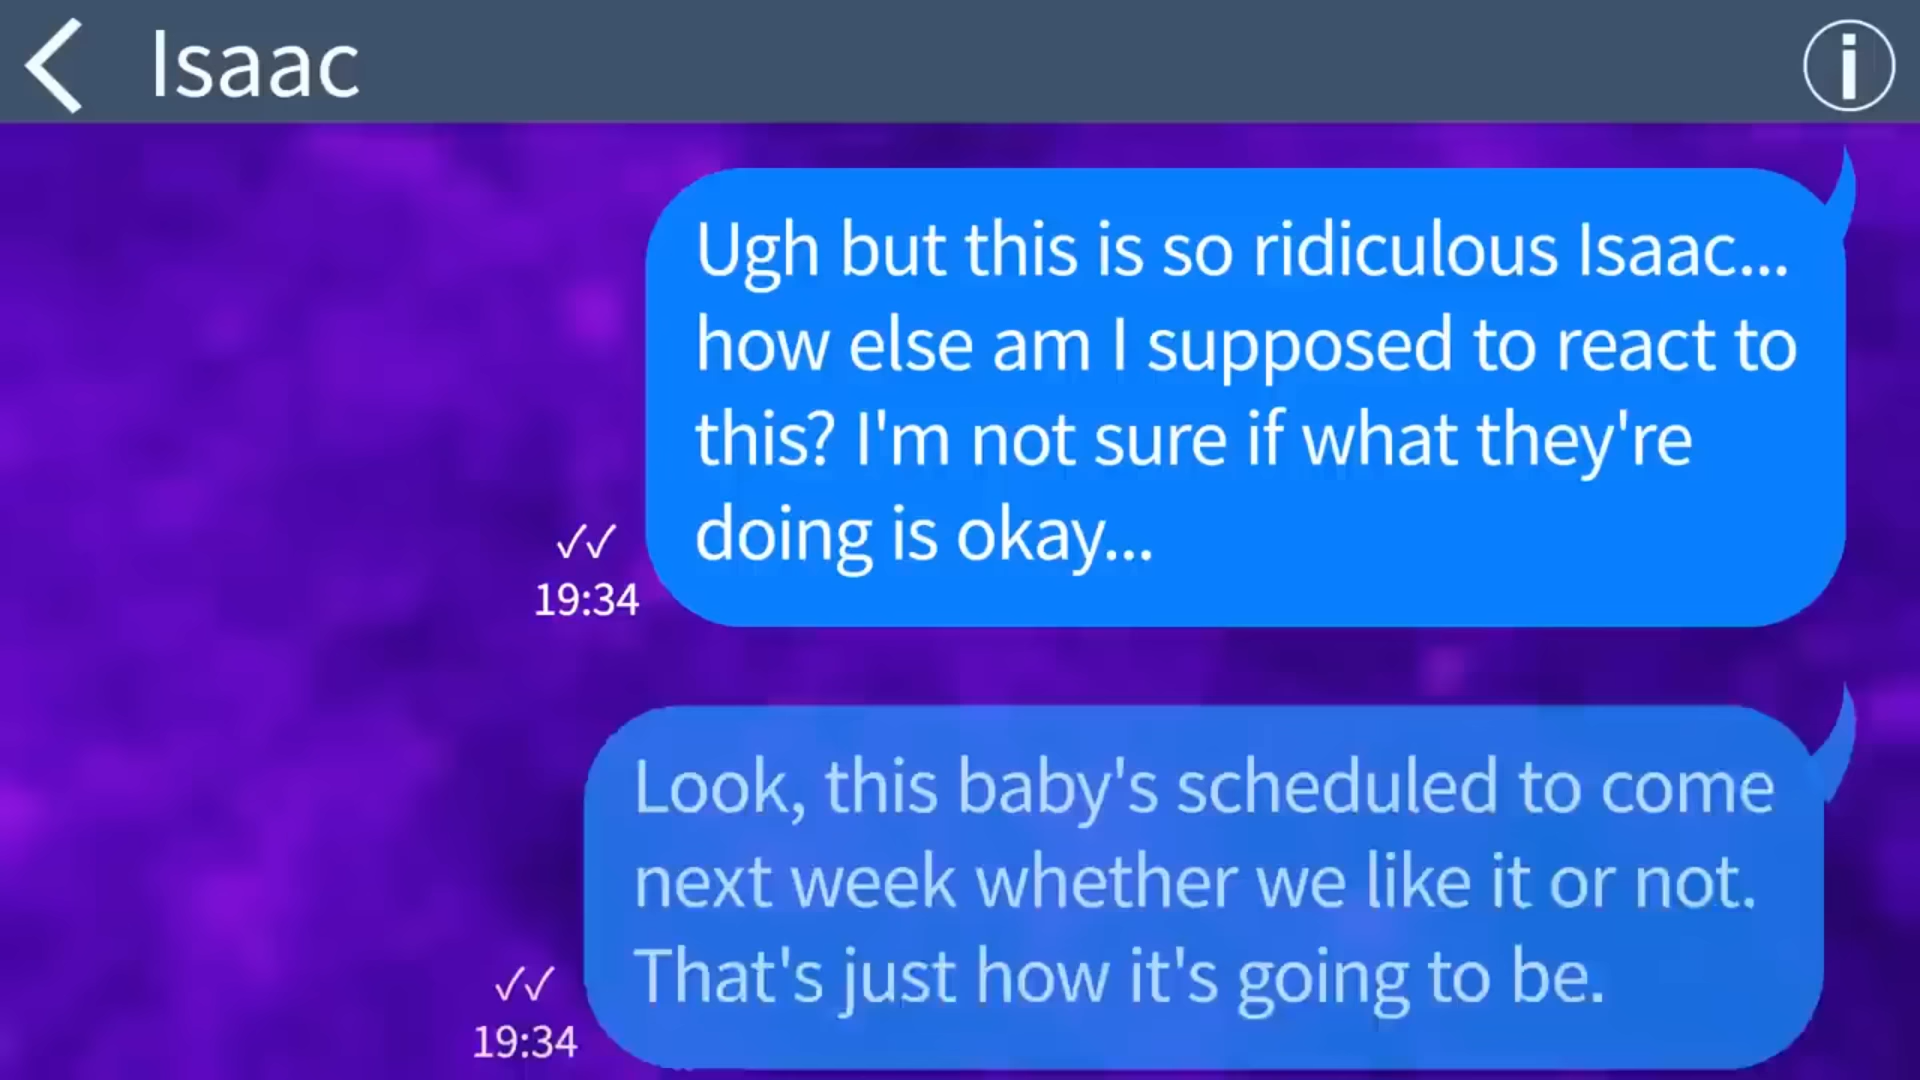 Isaac
Ugh but this is so ridiculous Isaac...
how else am I supposed to react to
this? I'm not sure if what they're
doing is okay...
19:34
Look, this baby's scheduled to come
next week whether we like it or not.
That's just how it's going to be.
19:34